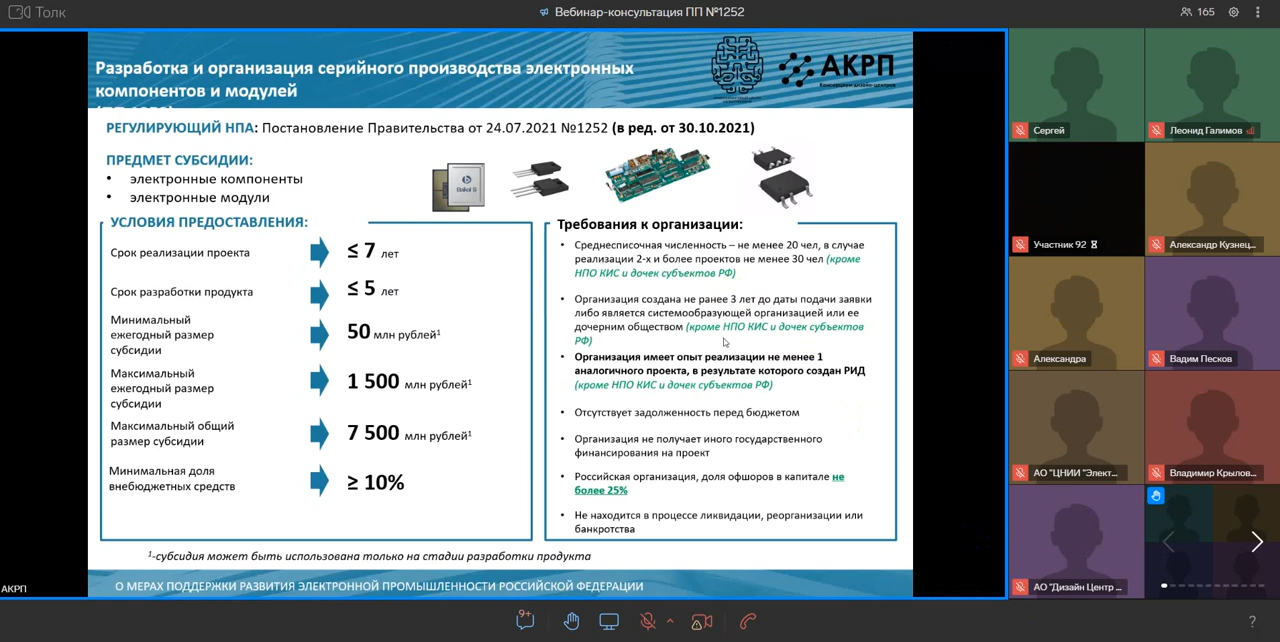 Толк
Вебинар-консультация ПП №1252
165
Разработка и организация серийного производства электронных
компонентов и модулей
АКРП
Консорциум дизайн-центров
РЕГУЛИРУЮЩИЙ НПА: Постановление Правительства от 24.07.2021 №1252 (в ред. от 30.10.2021)
ПРЕДМЕТ СУБСИДИИ:
• электронные компоненты
• электронные модули
УСЛОВИЯ ПРЕДОСТАВЛЕНИЯ:
Срок реализации проекта
≤ 7 лет
Срок разработки продукта
≤ 5 лет
Минимальный
ежегодный размер
субсидии
50 млн рублей¹
Максимальный
ежегодный размер
субсидии
1 500 млн рублей¹
Максимальный общий
размер субсидии
7 500 млн рублей¹
Минимальная доля
внебюджетных средств
≥ 10%
Требования к организации:
• Среднесписочная численность – не менее 20 чел, в случае
реализации 2-х и более проектов не менее 30 чел (кроме
НПО КИС и дочек субъектов РФ)
• Организация создана не ранее 3 лет до даты подачи заявки
либо является системообразующей организацией или ее
дочерним обществом (кроме НПО КИС и дочек субъектов
РФ)
• Организация имеет опыт реализации не менее 1
аналогичного проекта, в результате которого создан РИД
(кроме НПО КИС и дочек субъектов РФ)
• Отсутствует задолженность перед бюджетом
• Организация не получает иного государственного
финансирования на проект
• Российская организация, доля офшоров в капитале не
более 25%
• Не находится в процессе ликвидации, реорганизации или
банкротства
¹-субсидия может быть использована только на стадии разработки продукта
О МЕРАХ ПОДДЕРЖКИ РАЗВИТИЯ ЭЛЕКТРОННОЙ ПРОМЫШЛЕННОСТИ РОССИЙСКОЙ ФЕДЕРАЦИИ
АКРП
Сергей
Леонид Галимов
Участник 92
Александр Кузнец...
Александра
Вадим Песков
АО "ЦНИИ "Элект...
Владимир Крылов...
АО "Дизайн Центр ...
9+
?